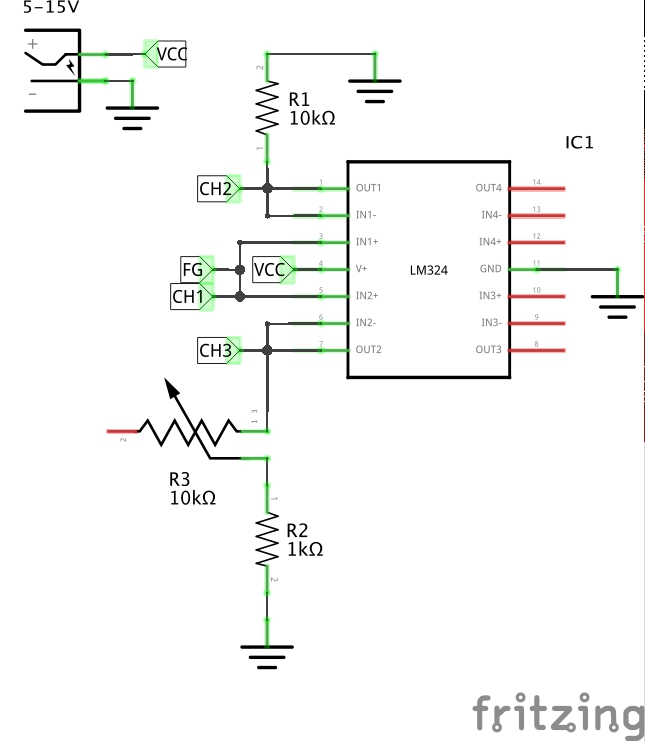 5-15V
+
VCC
-
2
R1
10kΩ
1
IC1
CH2
1
OUT1
OUT4
14
2
IN1-
IN4-
13
3
IN1+
IN4+
12
FG
VCC
4
V+
LM324
GND
11
CH1
5
IN2+
IN3+
10
6
IN2-
IN3-
9
CH3
7
OUT2
OUT3
8
1 3
2
R3
10kΩ
1
R2
1kΩ
2
fritzing